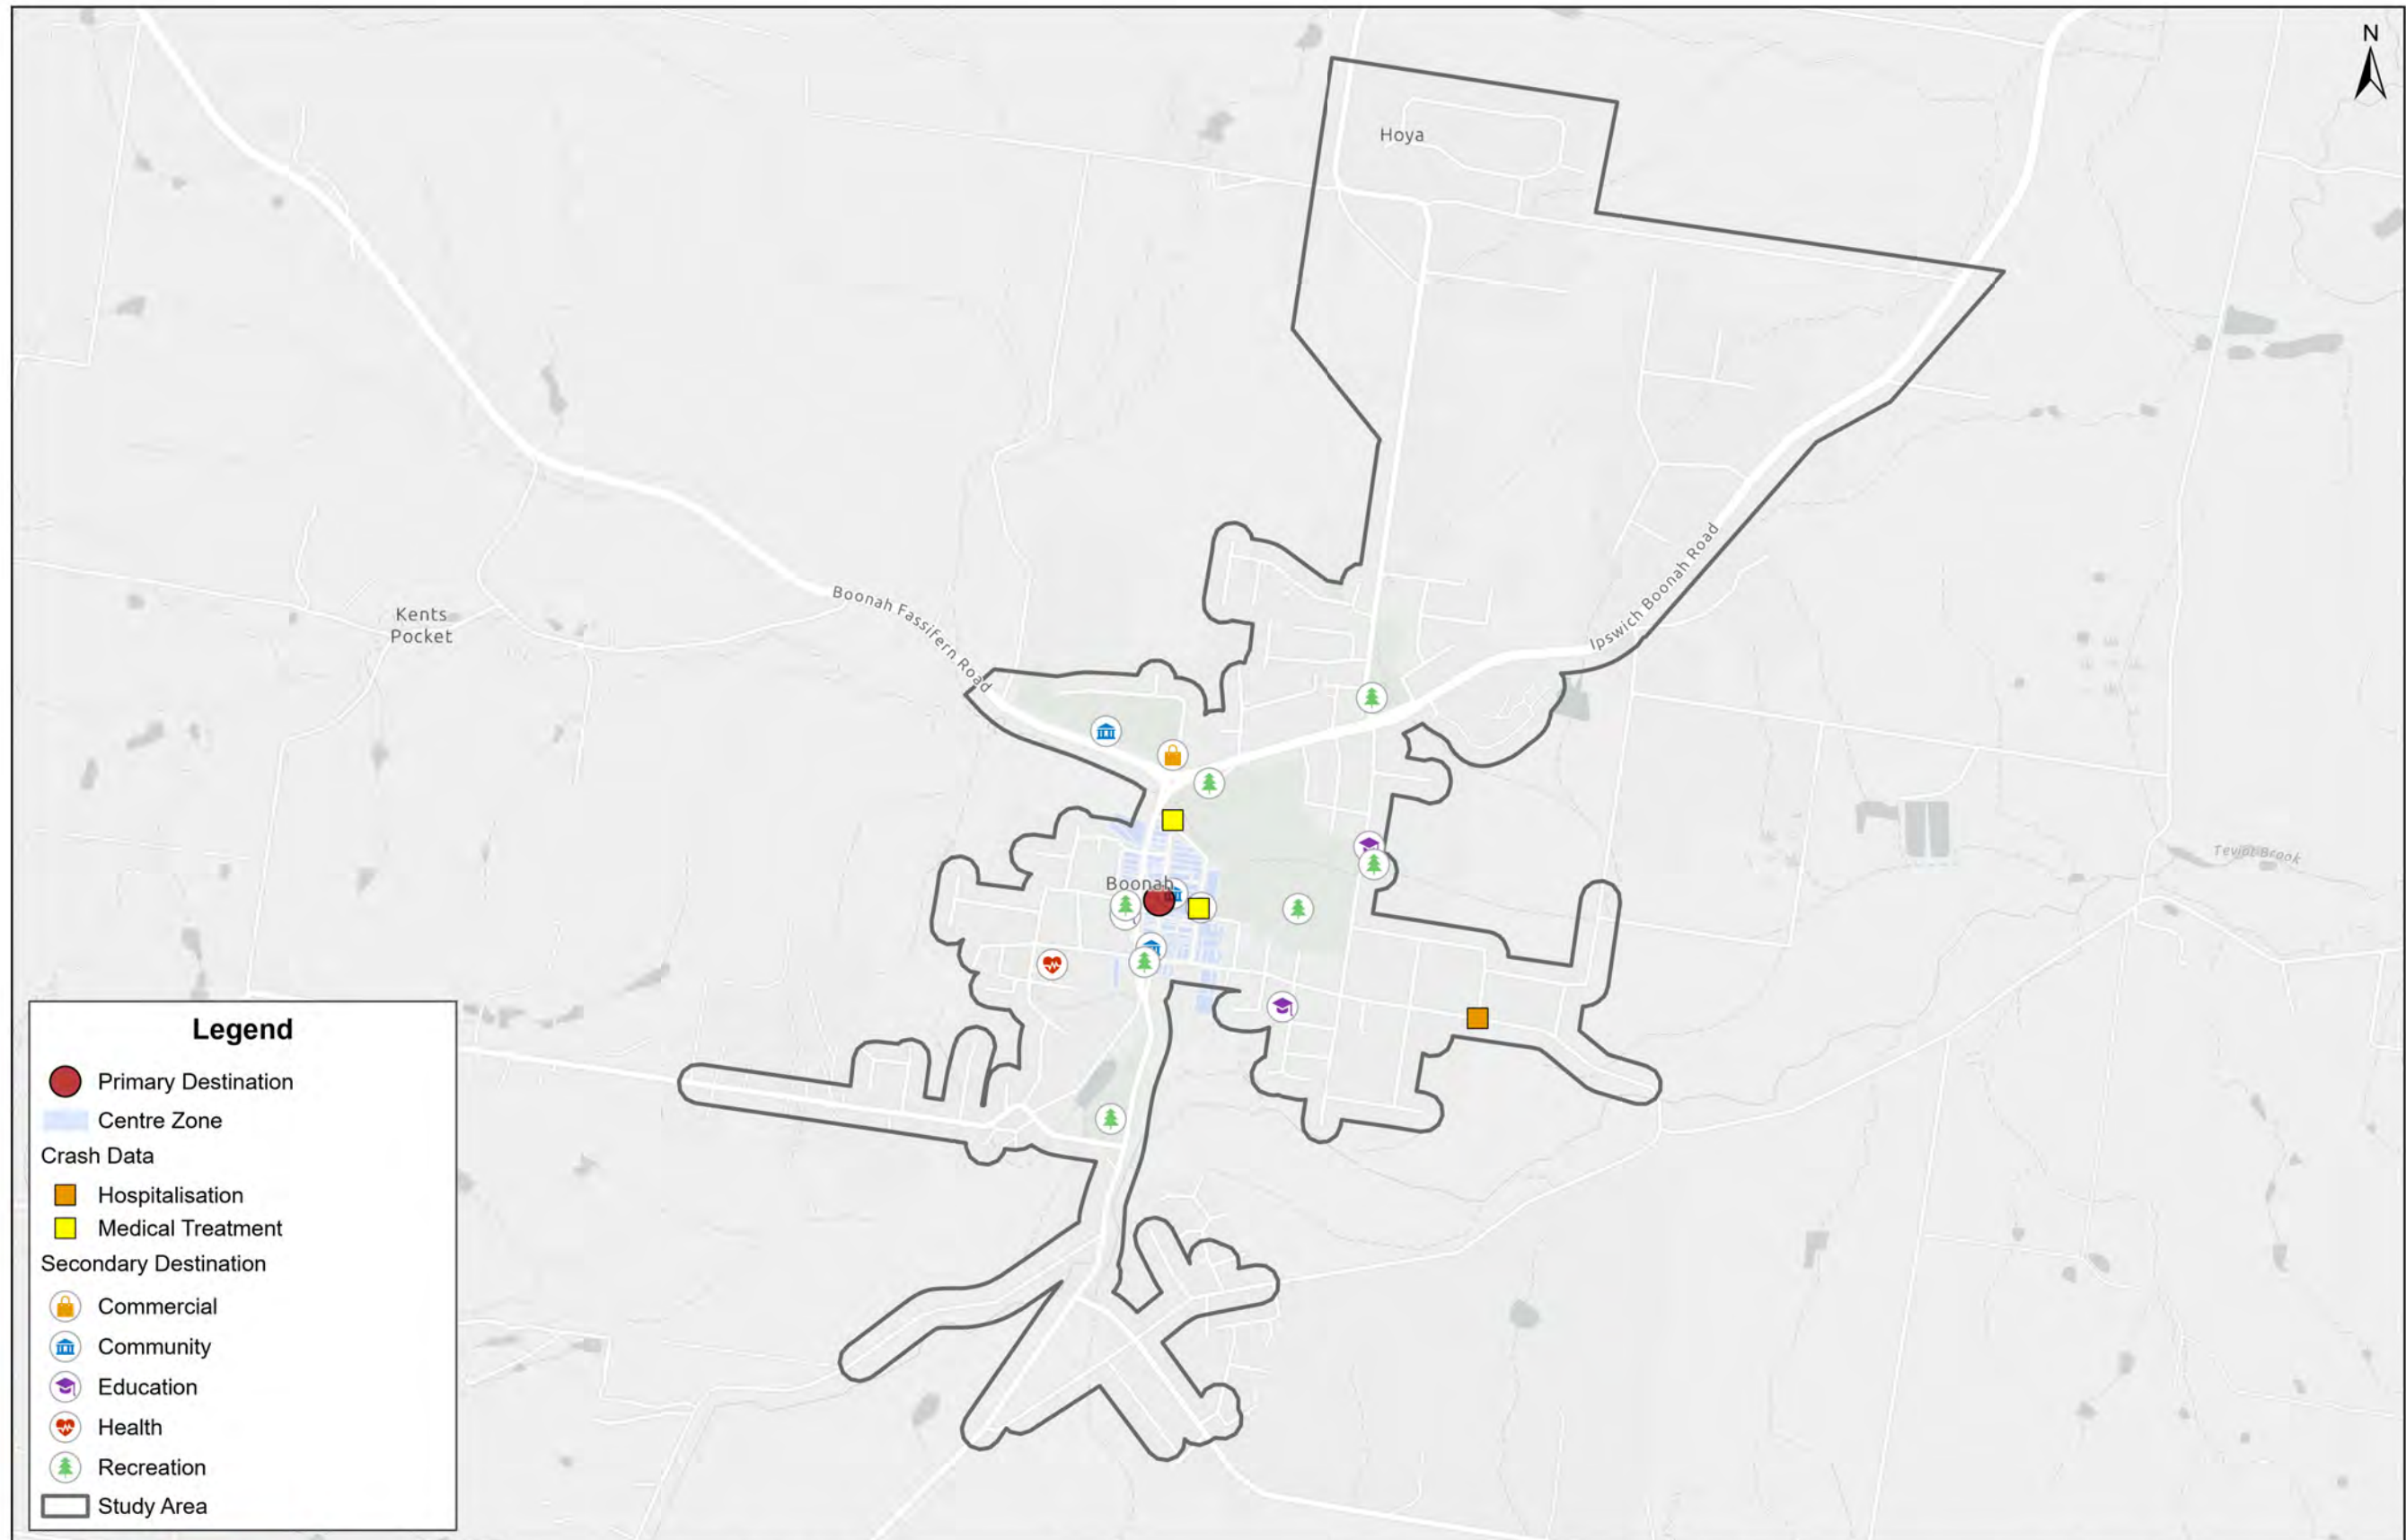 N
Hoya
Kents
Pocket
Boonah Fassifern Road
Ipswich Boonah Road
Teviot Brook
Boonah
Legend
Primary Destination
Centre Zone
Crash Data
Hospitalisation
Medical Treatment
Secondary Destination
Commercial
Community
Education
Health
Recreation
Study Area